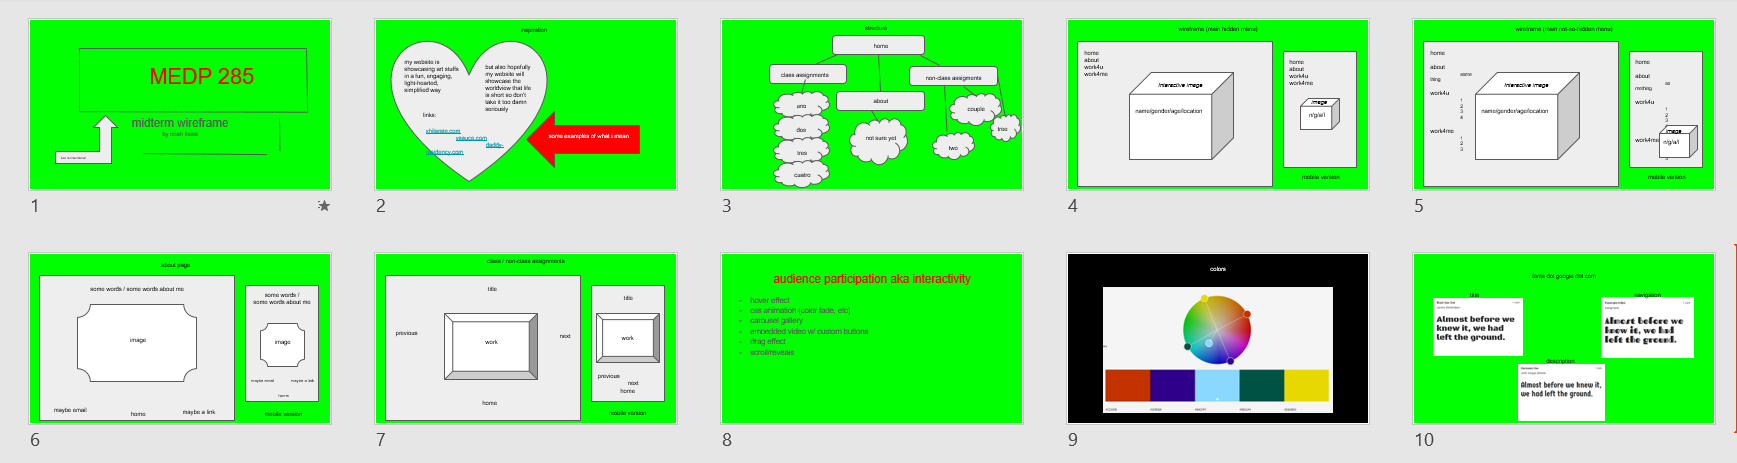 MEDP 285
midterm wireframe
1
inspiration
my website is
showcasing art stuffs
in a fun, engaging,
light-hearted,
simplified way
but also hopefully
my website will
showcase the
worldview that life
is short so don't
take it too damn
seriously
links:
some examples of what i mean
2
structure
home
class assignments
non-class assigments
about
uno
dos
tres
cuatro
not sure yet
couple
two
tree
3
wireframe (main hidden menu)
home
about
work4u
work4me
interactive image
name/gender/age/location
home
about
work4u
work4me
image
n/g/a/l
mobile version
4
wireframe (main not-so-hidden menu)
home
about
thing
work4u
1
2
3
4
work4me
1
2
3
interactive image
name/gender/age/location
home
about
work4u
1
2
3
work4me
image
n/g/a/l
mobile version
5
about page
some words / some words about me
image
maybe email
home
maybe a link
some words /
some words about me
image
maybe email
maybe a link
home
mobile version
6
class / non-class assignments
title
previous
work
next
home
title
work
previous
next
home
mobile version
7
audience participation aka interactivity
hover effect
css animation (color fade, etc)
carousel gallery
embedded video w/ custom buttons
drag effect
scroll/reveals
8
colors
9
fonts dot google dot com
title
Almost before we
knew it, we had
left the ground.
navigation
Almost before we
knew it, we had
left the ground.
description
Almost before we knew it,
we had left the ground.
10